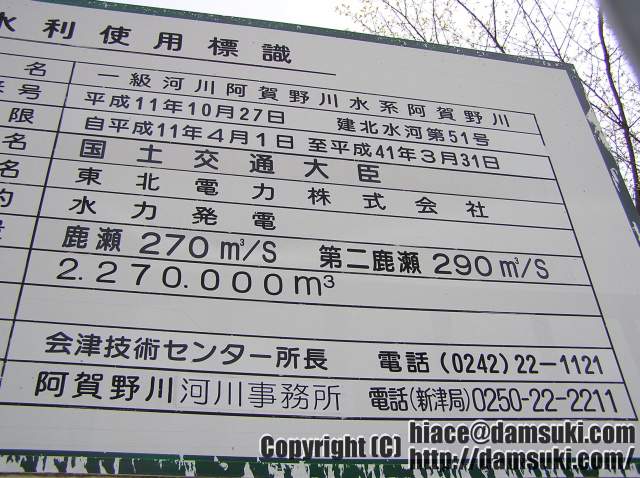 水利使用標識
名 一級河川阿賀野川水系阿賀野川
号 平成11年10月27日 建北水河第51号
限 自平成11年4月1日 至平成41年3月31日
名 国土交通大臣
名 東北電力株式会社
的 水力発電
鹿瀬 270㎥/S 第二鹿瀬 290㎥/S
2.270.000m³
会津技術センター所長 電話 (0242)22-1121
阿賀野川河川事務所 電話(新津局)0250-22-2211
Copyright (C) hiace@damsuki.com
http://damsuki.com/